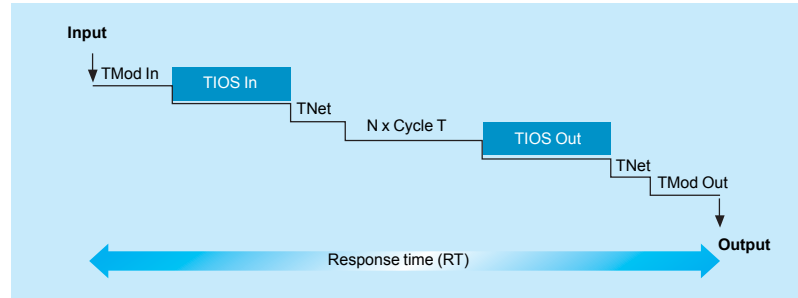 Input
TMod In
TIOS In
TNet
N x Cycle T
TIOS Out
TNet
TMod Out
Output
Response time (RT)